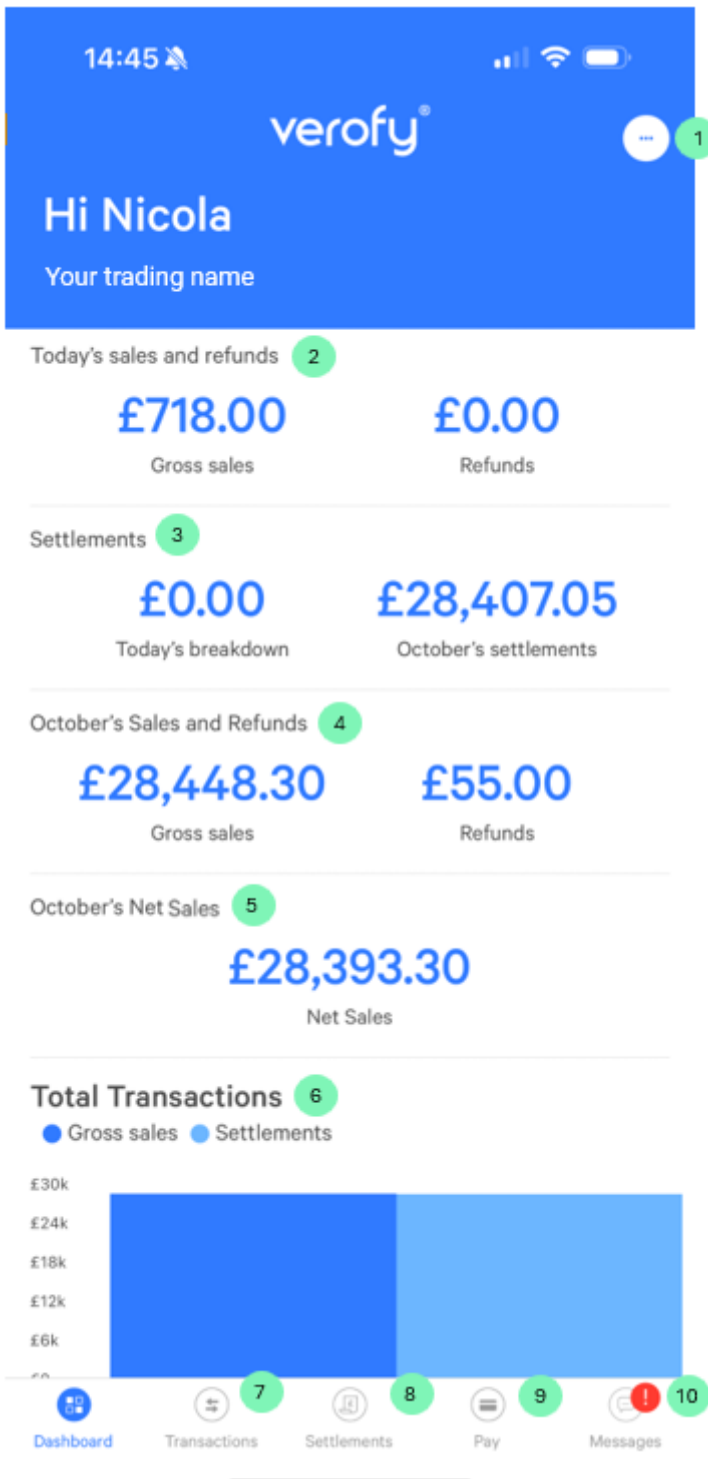 14:45
verofy®
... 1
Hi Nicola
Your trading name
Today's sales and refunds 2
£718.00 £0.00
Gross sales Refunds
Settlements 3
£0.00 £28,407.05
Today's breakdown October's settlements
October's Sales and Refunds 4
£28,448.30 £55.00
Gross sales Refunds
October's Net Sales 5
£28,393.30
Net Sales
Total Transactions 6
Gross sales Settlements
£30k
£24k
£18k
£12k
£6k
7 8 9 ! 10
Dashboard Transactions Settlements Pay Messages